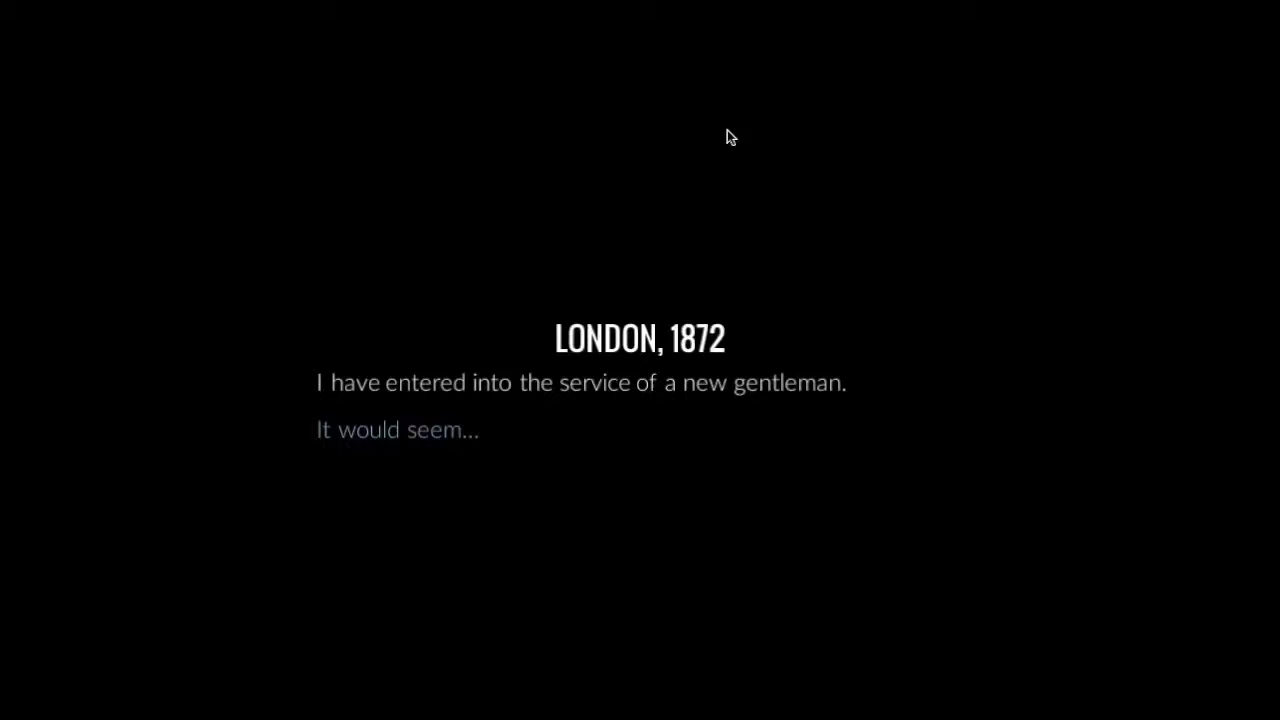 LONDON, 1872
I have entered into the service of a new gentleman.
It would seem...